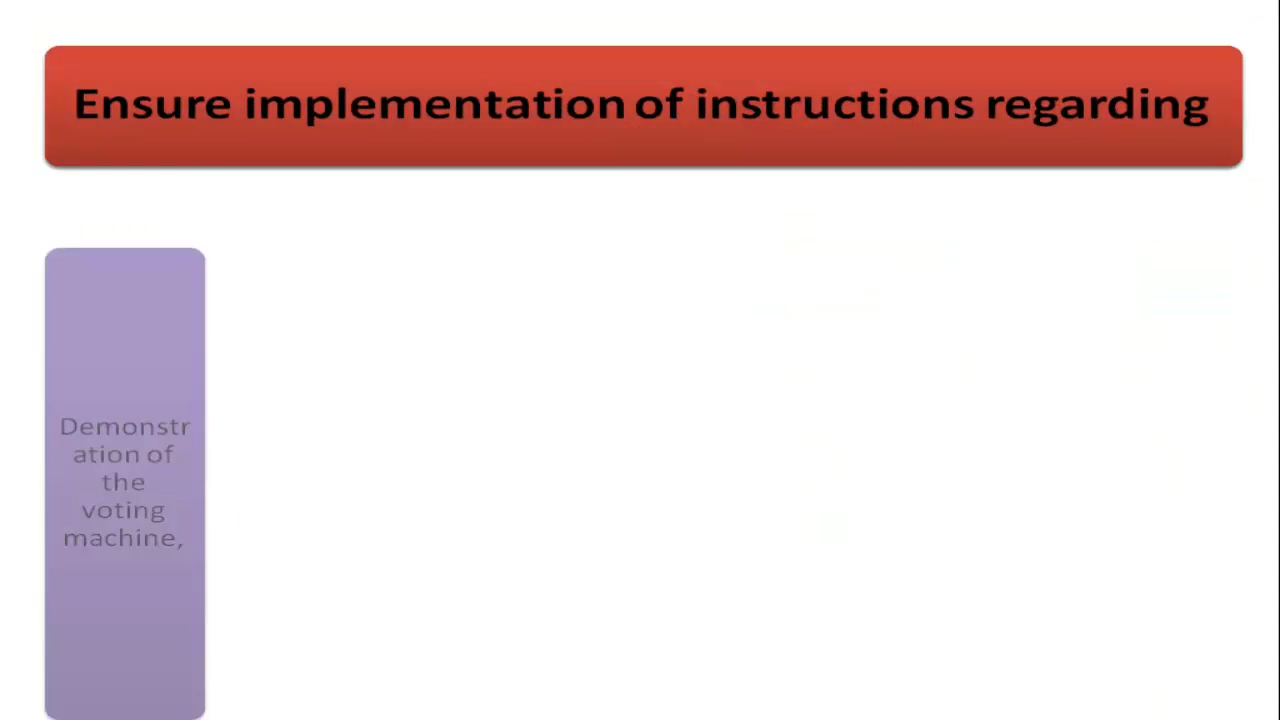 Ensure implementation of instructions regarding
Demonstr
ation of
the
voting
machine,